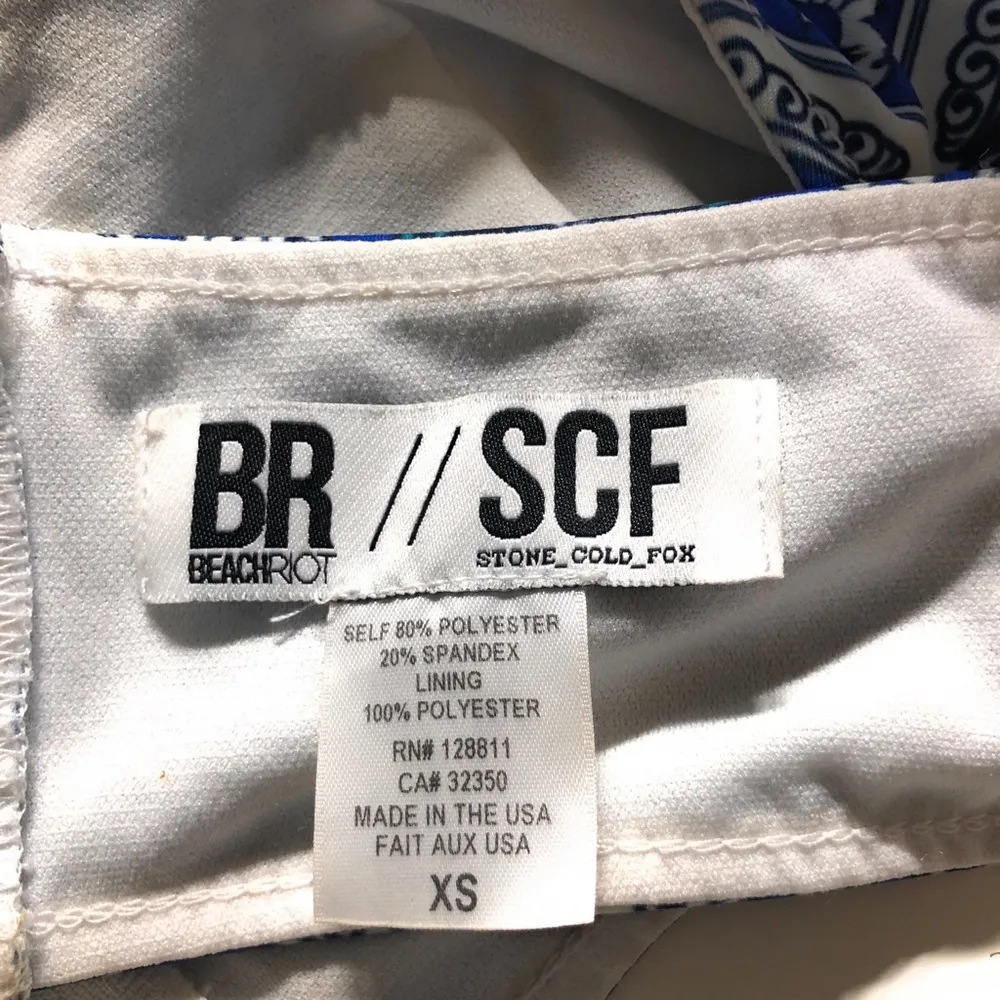 BR // SCF
BEACHRIOT STONE_COLD_FOX
SELF 80% POLYESTER
20% SPANDEX
LINING
100% POLYESTER
RN# 128811
CA# 32350
MADE IN THE USA
FAIT AUX USA
XS